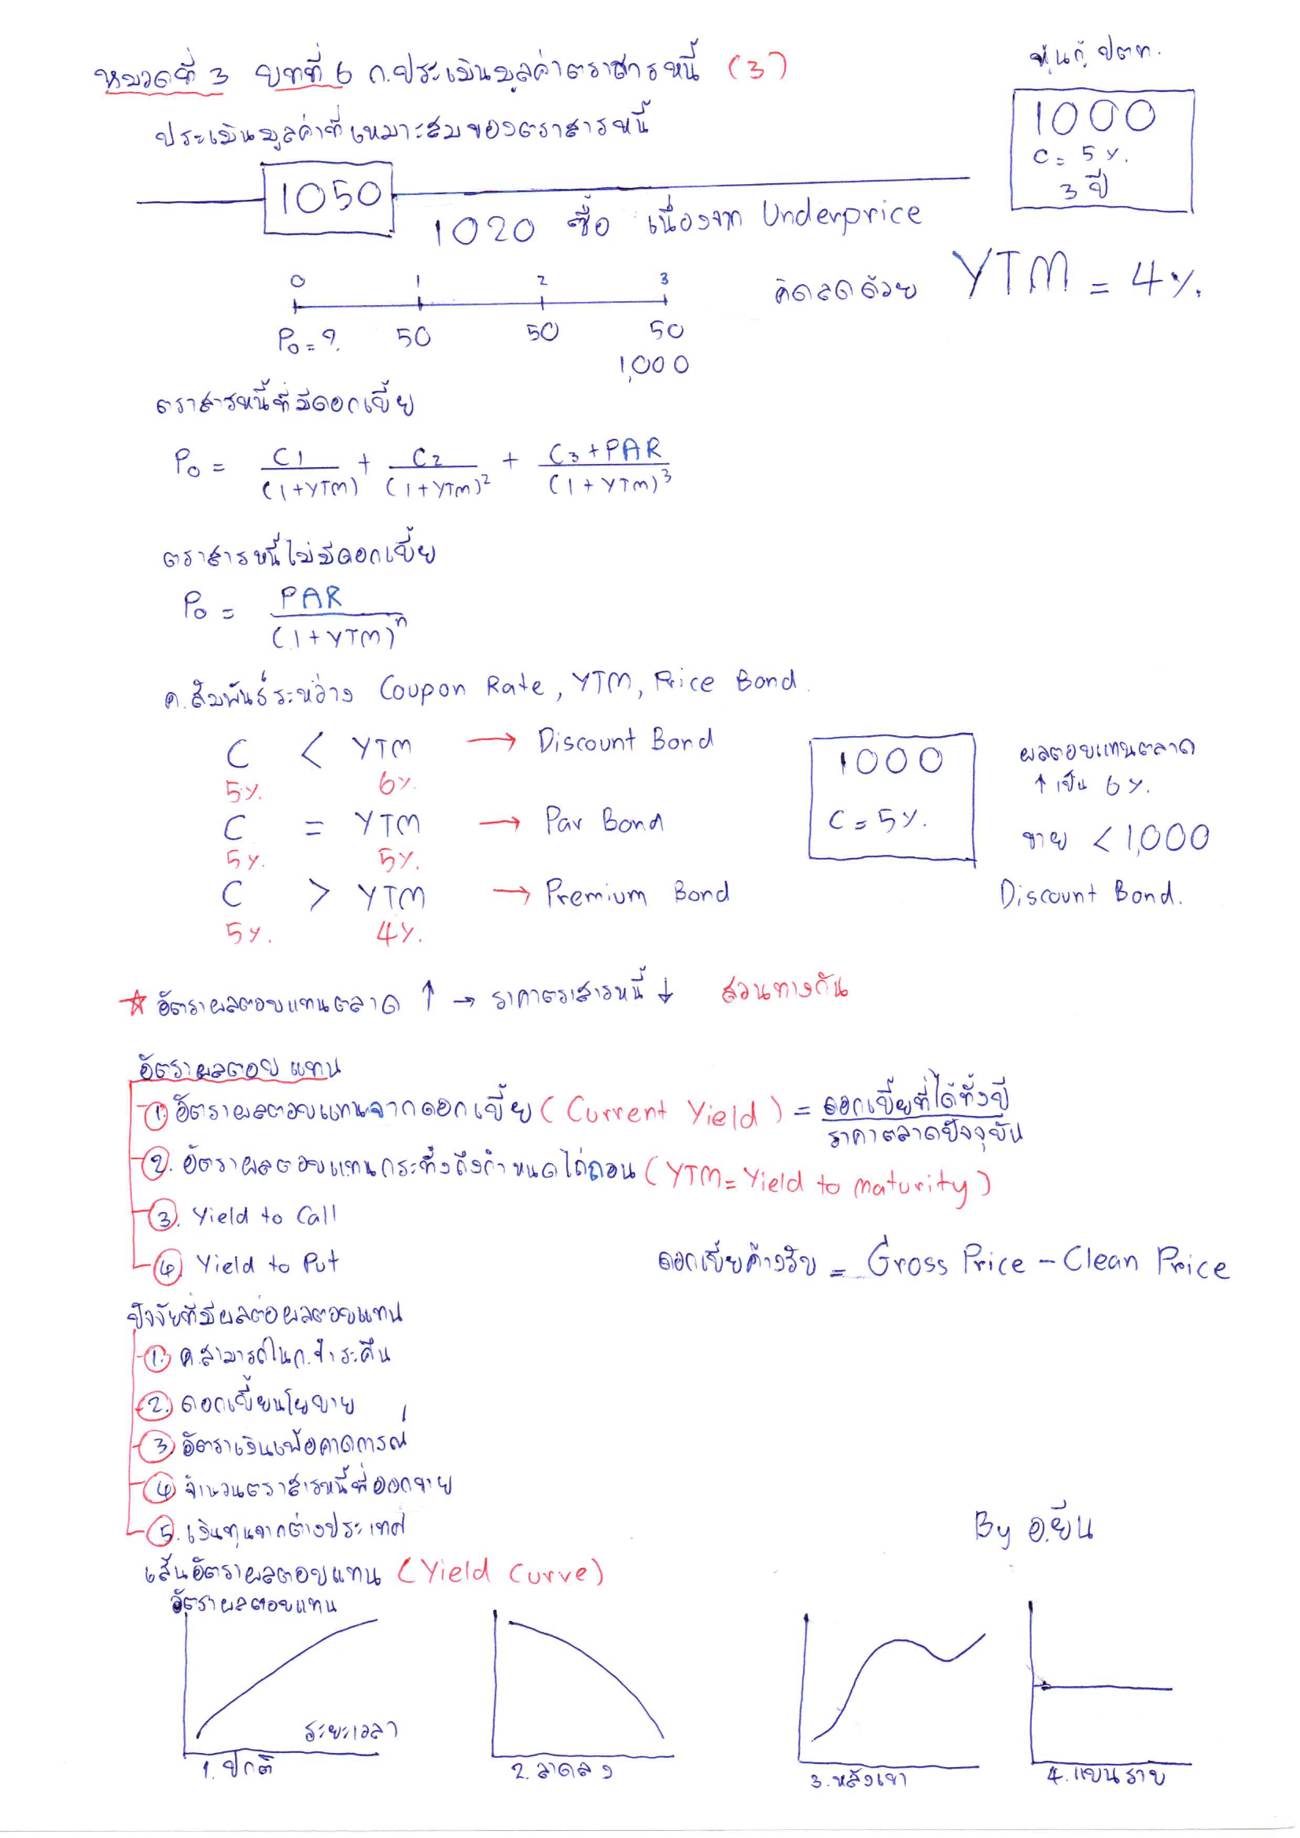 หมวดที่ 3 บทที่ 6 ก.ประเมินมูลค่าตราสารหนี้ (3)
หุ้นกู้ ปตท.
1000
C = 5%.
3 ปี
ประเมินมูลค่าที่เหมาะสมของตราสารหนี้
1050
1020 ซื้อ เนื่องจาก Underprice
คิดลดด้วย YTM = 4%.
0 1 2 3
P₀ = ?. 50 50 50
1,000
ตราสารหนี้ที่มีดอกเบี้ย
P₀ = C1/(1+YTM) + C2/(1+YTM)² + C3+PAR/(1+YTM)³
ตราสารหนี้ไม่มีดอกเบี้ย
P₀ = PAR/(1+YTM)ⁿ
ค.สัมพันธ์ระหว่าง Coupon Rate, YTM, Price Bond.
C < YTM → Discount Bond
5%. 6%.
C = YTM → Par Bond
5%. 5%.
C > YTM → Premium Bond
5%. 4%.
1000
C = 5%.
ผลตอบแทนตลาด
↑ เป็น 6%.
ขาย < 1,000
Discount Bond.
☆ อัตราผลตอบแทนตลาด ↑ → ราคาตราสารหนี้ ↓ สวนทางกัน
อัตราผลตอบแทน
1. อัตราผลตอบแทนจากดอกเบี้ย (Current Yield) = ดอกเบี้ยที่ได้ทั้งปี/ราคาตลาดปัจจุบัน
2. อัตราผลตอบแทนกระทั่งถึงกำหนดไถ่ถอน (YTM = Yield to maturity)
3. Yield to Call
4. Yield to Put
ดอกเบี้ยค้างรับ = Gross Price - Clean Price
ปัจจัยที่มีผลต่อผลตอบแทน
1. ค.สามารถในก.ชำระคืน
2. ดอกเบี้ยนโยบาย
3 อัตราเงินเฟ้อคาดการณ์
4 จำนวนตราสารหนี้ที่ออกขาย
5. เงินทุนจากต่างประเทศ
By อ.ยีน
เส้นอัตราผลตอบแทน (Yield Curve)
อัตราผลตอบแทน
ระยะเวลา
1. ปกติ
2. ลาดลง
3. หลังเขา
4. แบนราบ